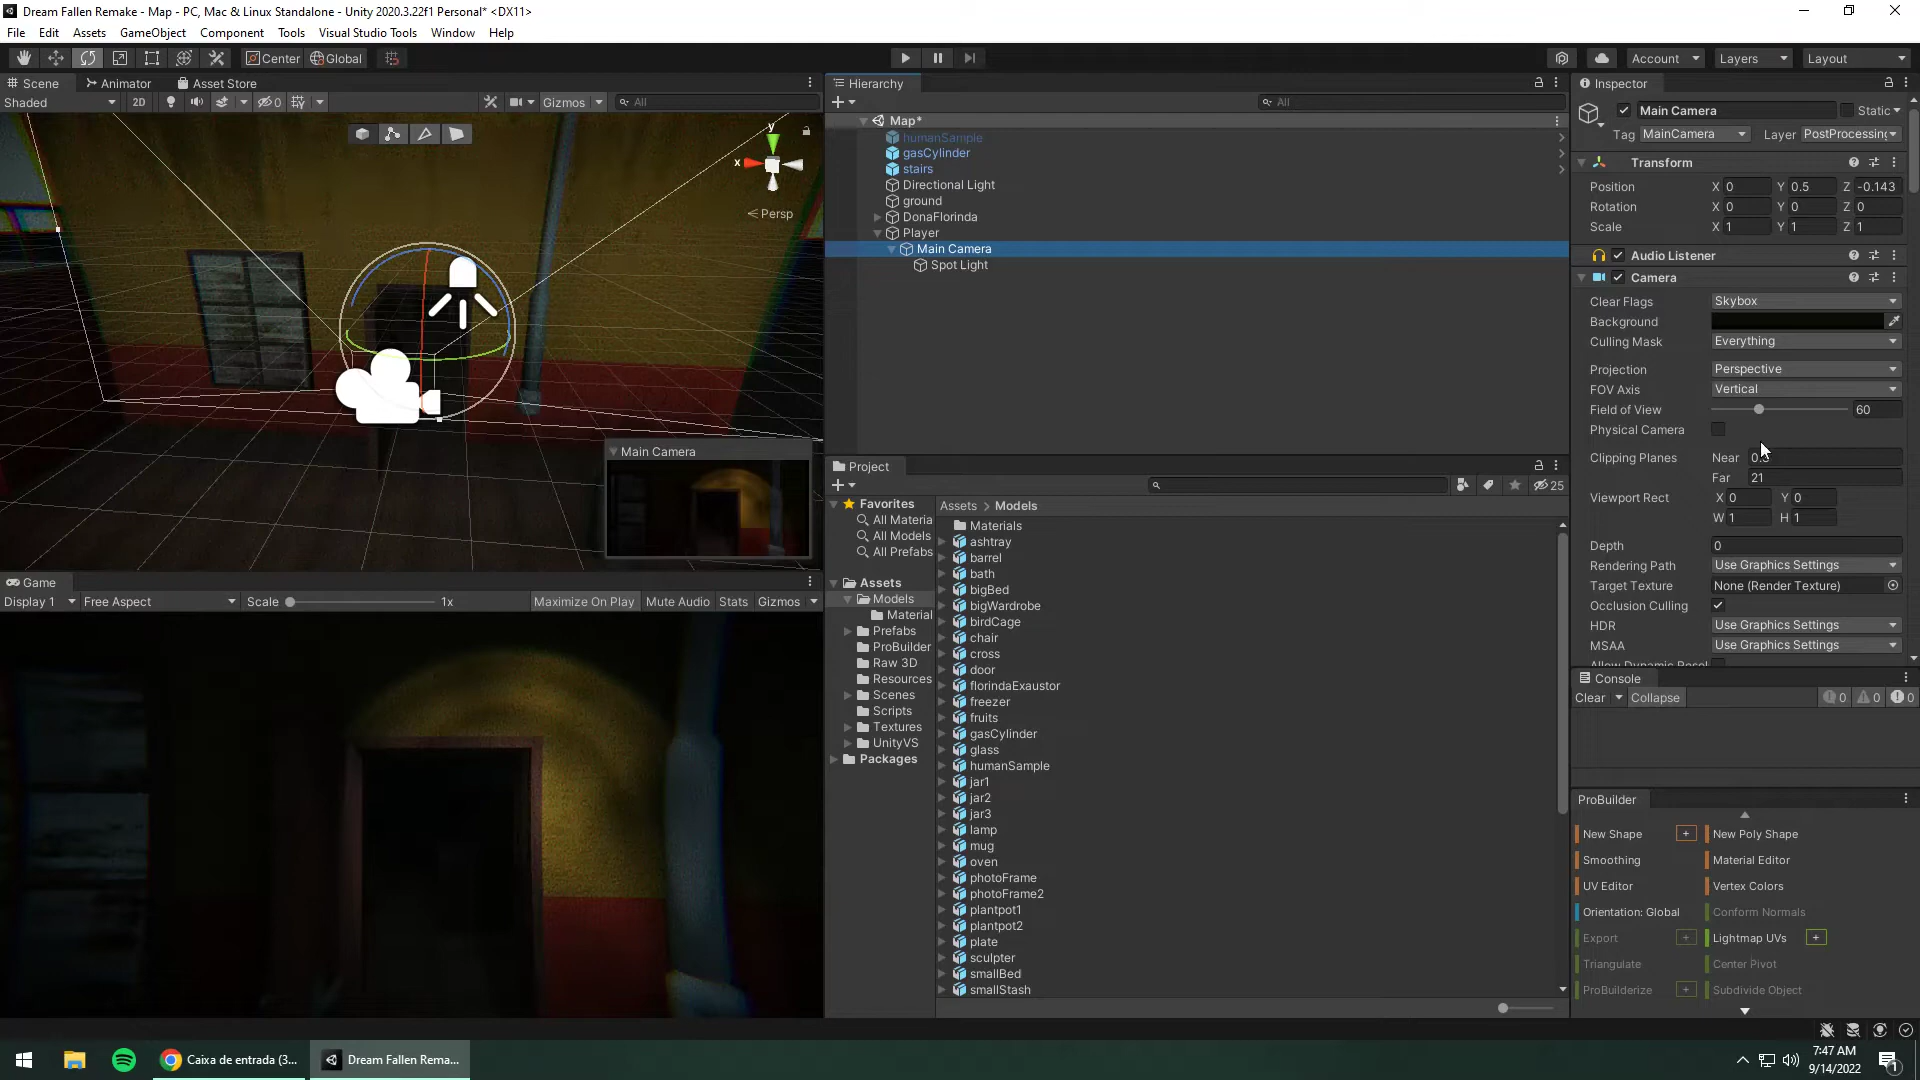 Dream Fallen Remake - Map - PC, Mac & Linux Standalone - Unity 2020.3.22f1 Personal* <DX11>
File Edit Assets GameObject Component Tools Visual Studio Tools Window Help
Center Global Account Layers Layout
Scene Animator Asset Store
Shaded 2D Gizmos All
y
x
Persp
Main Camera
Game
Display 1 Free Aspect Scale 1x Maximize On Play Mute Audio Stats Gizmos
Hierarchy
All
Map*
humanSample
gasCylinder
stairs
Directional Light
ground
DonaFlorinda
Player
Main Camera
Spot Light
Project
25
Favorites
All Materia
All Models
All Prefabs
Assets
Models
Material
Prefabs
ProBuilder
Raw 3D
Resources
Scenes
Scripts
Textures
UnityVS
Packages
Assets > Models
Materials
ashtray
barrel
bath
bigBed
bigWardrobe
birdCage
chair
cross
door
florindaExaustor
freezer
fruits
gasCylinder
glass
humanSample
jar1
jar2
jar3
lamp
mug
oven
photoFrame
photoFrame2
plantpot1
plantpot2
plate
sculpter
smallBed
smallStash
Inspector
Main Camera Static
Tag MainCamera Layer PostProcessing
Transform
Position X 0 Y 0.5 Z -0.143
Rotation X 0 Y 0 Z 0
Scale X 1 Y 1 Z 1
Audio Listener
Camera
Clear Flags Skybox
Background
Culling Mask Everything
Projection Perspective
FOV Axis Vertical
Field of View 60
Physical Camera
Clipping Planes Near
Far 21
Viewport Rect X 0 Y 0
W 1 H 1
Depth 0
Rendering Path Use Graphics Settings
Target Texture None (Render Texture)
Occlusion Culling
HDR Use Graphics Settings
MSAA Use Graphics Settings
Allow Dynamic Resol
Console
Clear Collapse 0 0 0
ProBuilder
New Shape + New Poly Shape
Smoothing Material Editor
UV Editor Vertex Colors
Orientation: Global Conform Normals
Export + Lightmap UVs +
Triangulate Center Pivot
ProBuilderize + Subdivide Object
Caixa de entrada (3... Dream Fallen Rema...
7:47 AM
9/14/2022
1